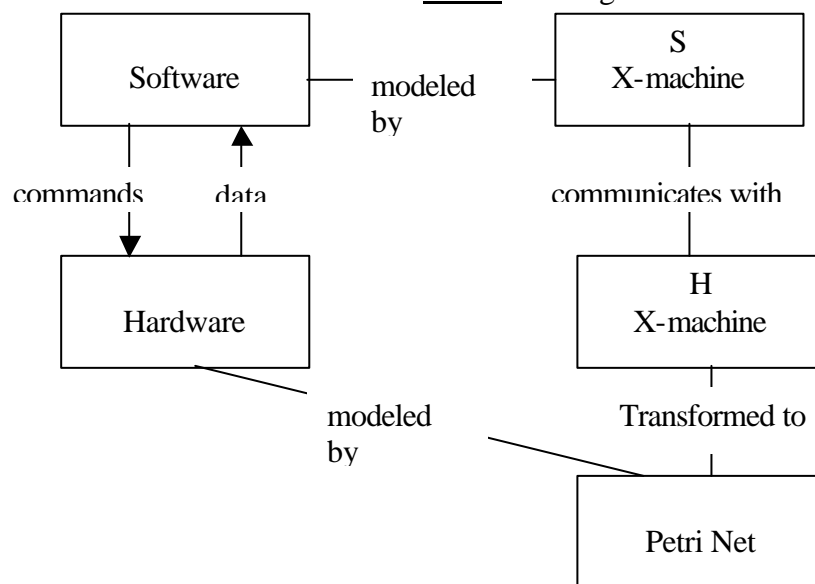 Software
modeled
by
S
X-machine
commands
data
communicates with
Hardware
H
X-machine
modeled
by
Transformed to
Petri Net